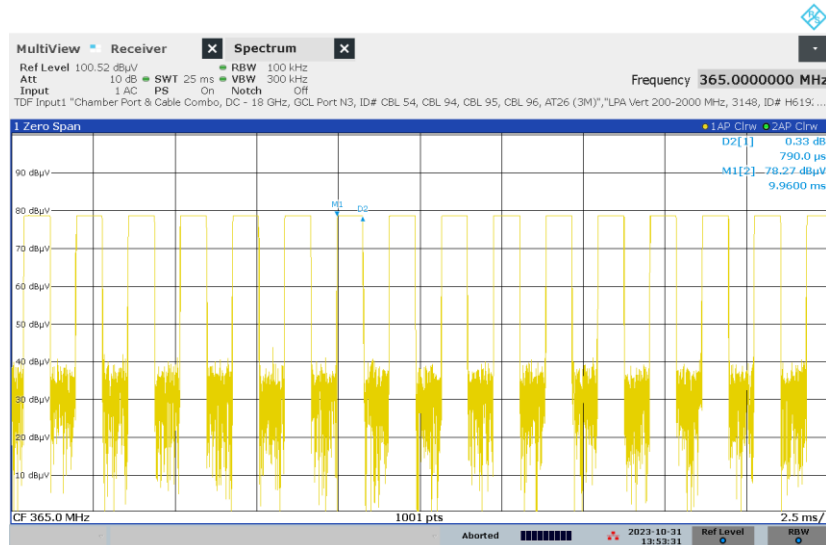 R&S
MultiView Receiver X Spectrum X
Ref Level 100.52 dBµV RBW 100 kHz
Att 10 dB SWT 25 ms VBW 300 kHz Frequency 365.0000000 MHz
Input 1 AC PS On Notch Off
TDF Input1 "Chamber Port & Cable Combo, DC - 18 GHz, GCL Port N3, ID# CBL 54, CBL 94, CBL 95, CBL 96, AT26 (3M)","LPA Vert 200-2000 MHz, 3148, ID# H619: ...
1 Zero Span 1AP Clrw 2AP Clrw
D2[1] 0.33 dB
790.0 µs
M1[2] 78.27 dBµV
9.9600 ms
90 dBµV
80 dBµV
M1 D2
70 dBµV
60 dBµV
50 dBµV
40 dBµV
30 dBµV
20 dBµV
10 dBµV
CF 365.0 MHz 1001 pts 2.5 ms/
Aborted 2023-10-31 Ref Level RBW
13:53:31